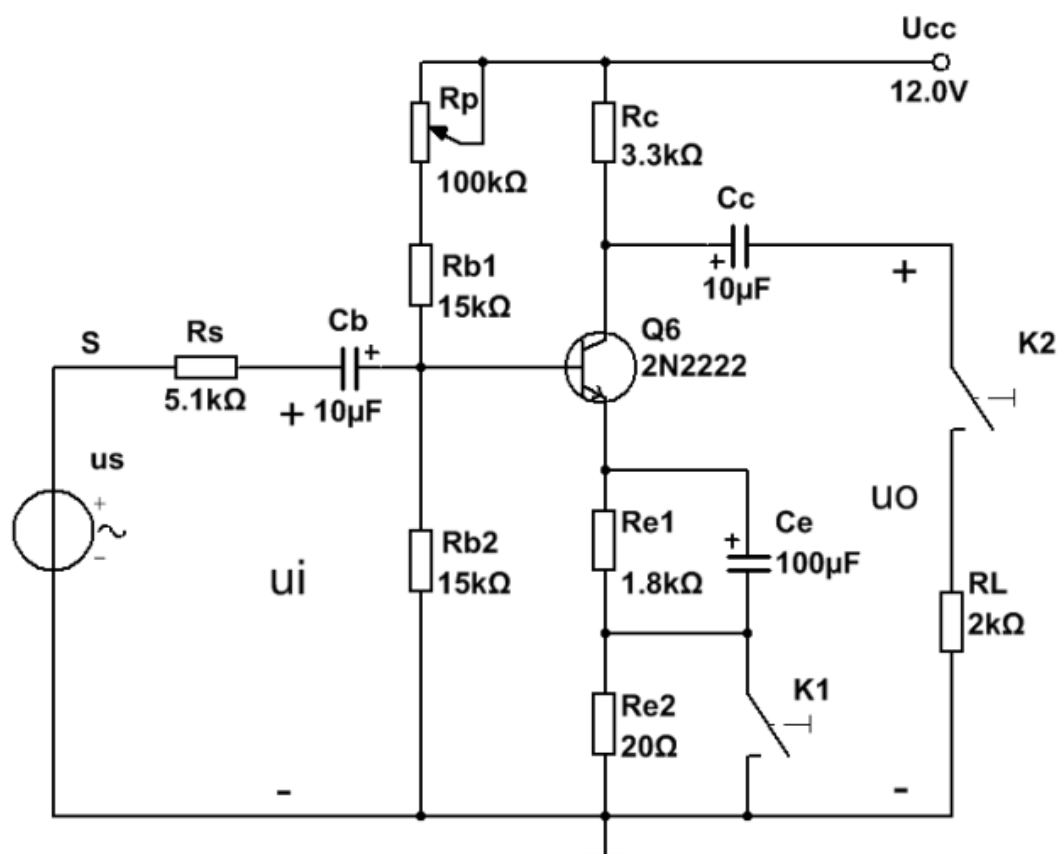 Ucc
12.0V
Rp
100kΩ
Rc
3.3kΩ
Cc
+
10µF
+
Rb1
15kΩ
Q6
2N2222
K2
S
Rs
5.1kΩ
Cb
+
+
10µF
us
+
-
ui
Rb2
15kΩ
Re1
1.8kΩ
+
Ce
100µF
uo
RL
2kΩ
K1
Re2
20Ω
-
-